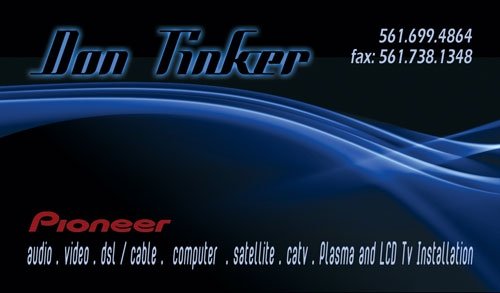 Don Tinker
561.699.4864
fax: 561.738.1348
Pioneer
audio . video . dsl / cable . computer . satellite . catv . Plasma and LCD Tv Installation